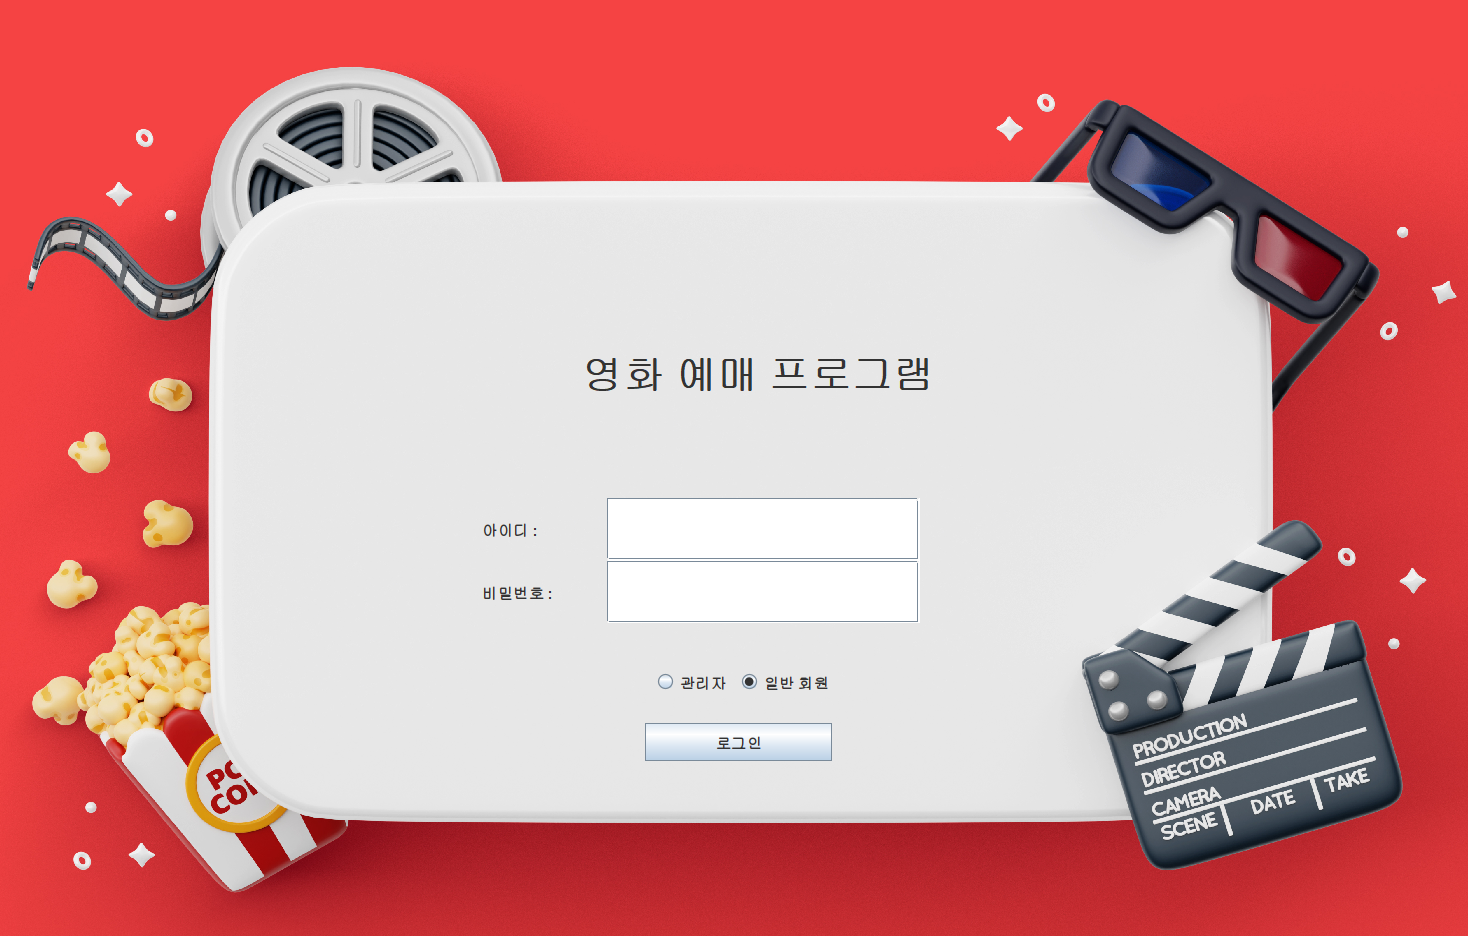 영화 예매 프로그램
아이디 :
비밀번호 :
관리자 일반 회원
로그인
PRODUCTION
DIRECTOR
CAMERA
SCENE DATE TAKE